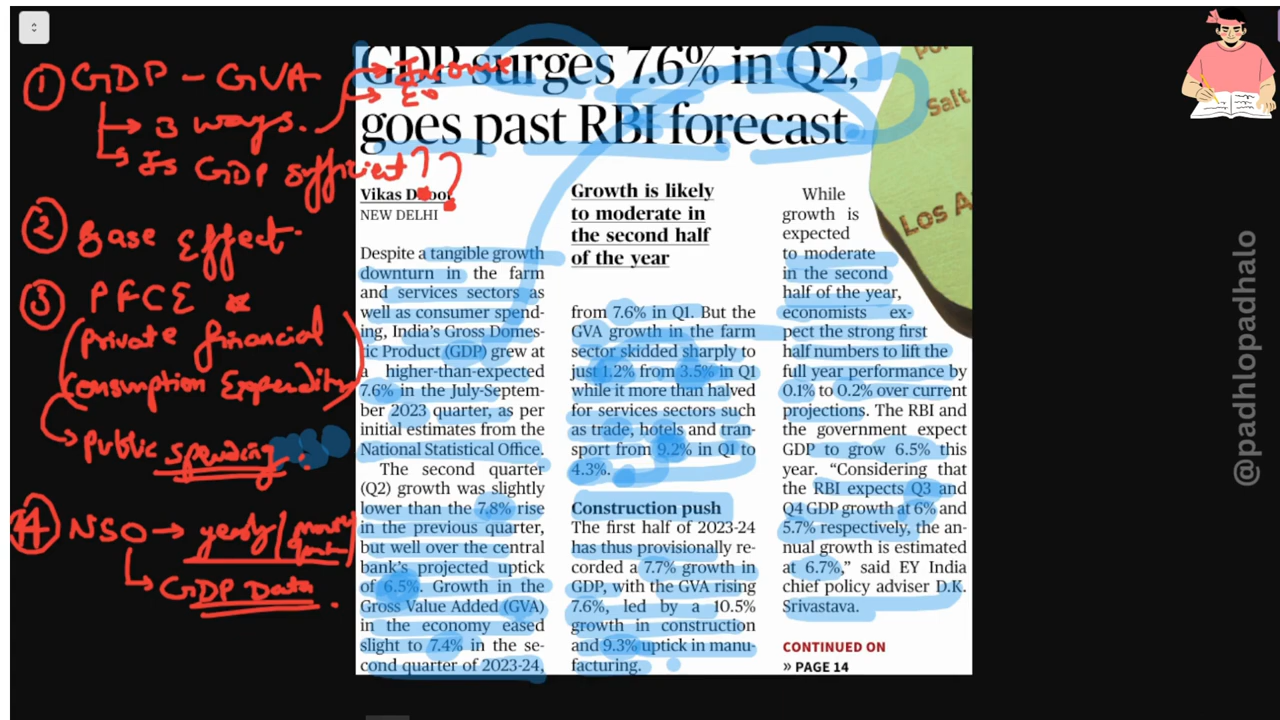 ① GDP - GVA
→ 3 ways.
→ Income
→ Is GDP sufficient??
② Base Effect.
③ PFCE
(Private financial
Consumption Expenditure)
→ public spending.
④ NSO → yearly/
→ GDP Data.
GDP surges 7.6% in Q2,
goes past RBI forecast
NEW DELHI
Despite a tangible growth
downturn in the farm
and services sectors as
well as consumer spend-
ing, India's Gross Domes-
tic Product (GDP) grew at
a higher-than-expected
7.6% in the July-Septem-
ber 2023 quarter, as per
initial estimates from the
National Statistical Office.
The second quarter
(Q2) growth was slightly
lower than the 7.8% rise
in the previous quarter,
but well over the central
bank's projected uptick
of 6.5%. Growth in the
Gross Value Added (GVA)
in the economy eased
slight to 7.4% in the se-
cond quarter of 2023-24,
Growth is likely
to moderate in
the second half
of the year
from 7.6% in Q1. But the
GVA growth in the farm
sector skidded sharply to
just 1.2% from 3.5% in Q1
while it more than halved
for services sectors such
as trade, hotels and tran-
sport from 9.2% in Q1 to
4.3%.
Construction push
The first half of 2023-24
has thus provisionally re-
corded a 7.7% growth in
GDP, with the GVA rising
7.6%, led by a 10.5%
growth in construction
and 9.3% uptick in manu-
facturing.
While
growth is
expected
to moderate
in the second
half of the year,
economists ex-
pect the strong first
half numbers to lift the
full year performance by
0.1% to 0.2% over current
projections. The RBI and
the government expect
GDP to grow 6.5% this
year. “Considering that
the RBI expects Q3 and
Q4 GDP growth at 6% and
5.7% respectively, the an-
nual growth is estimated
at 6.7%,” said EY India
chief policy adviser D.K.
Srivastava.
CONTINUED ON
» PAGE 14
Salt
Los A
@padhlopadhalo